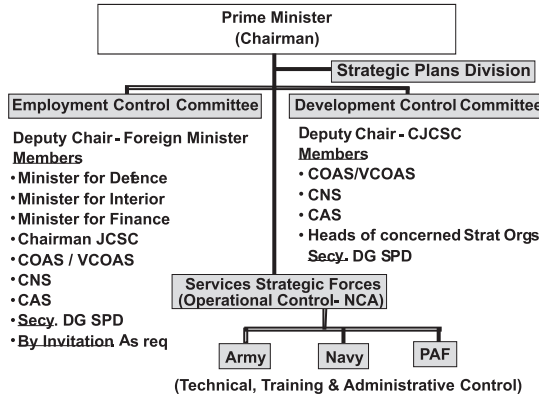 Prime Minister
(Chairman)
Strategic Plans Division
Employment Control Committee
Deputy Chair - Foreign Minister
Members
• Minister for Defence
• Minister for Interior
• Minister for Finance
• Chairman JCSC
• COAS / VCOAS
• CNS
• CAS
• Secy. DG SPD
• By Invitation As req
Development Control Committee
Deputy Chair - CJCSC
Members
• COAS/VCOAS
• CNS
• CAS
• Heads of concerned Strat Orgs
Secy. DG SPD
Services Strategic Forces
(Operational Control- NCA)
Army
Navy
PAF
(Technical, Training & Administrative Control)